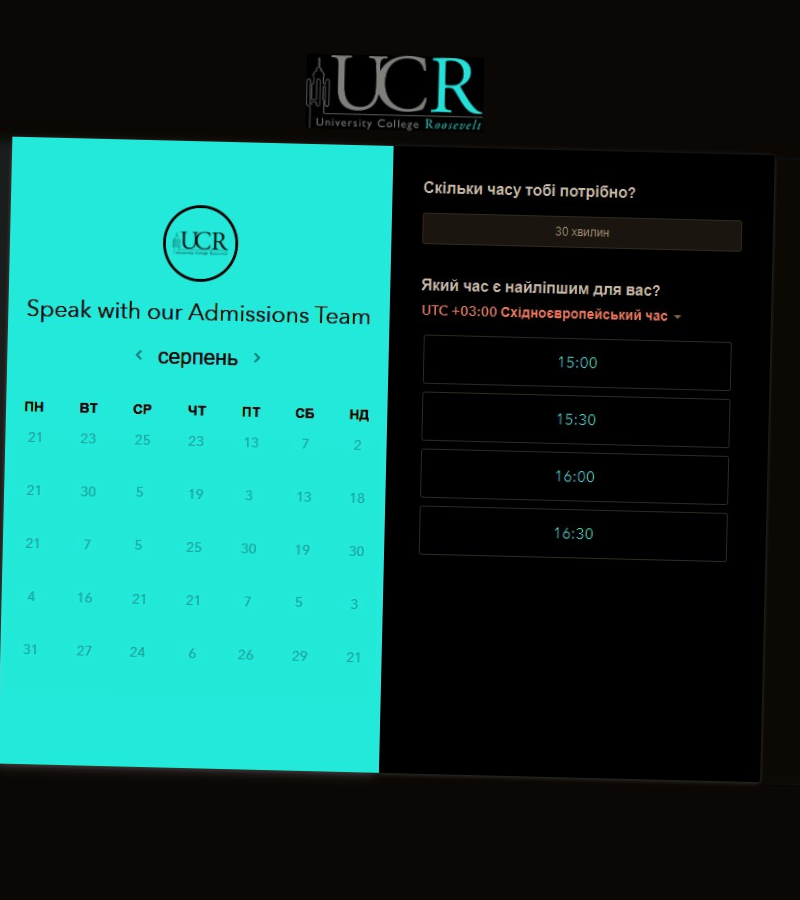 UCR
University College Roosevelt
UCR
Speak with our Admissions Team
серпень
ПН ВТ СР ЧТ ПТ СБ НД
21 23 25 23 13 7 2
21 30 5 19 3 13 18
21 7 5 25 30 19 30
4 16 21 21 7 5 3
31 27 24 6 26 29 21
Скільки часу тобі потрібно?
30 хвилин
Який час є найліпшим для вас?
UTC +03:00 Східноєвропейський час
15:00
15:30
16:00
16:30